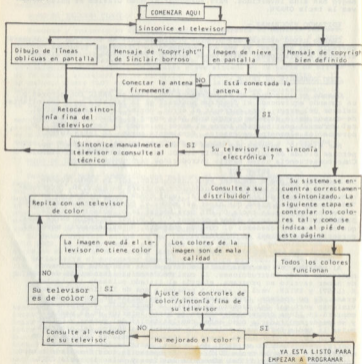 COMENZAR AQUI
Sintonice el televisor
Dibujo de líneas
oblicuas en pantalla
Mensaje de "copyright"
de Sinclair borroso
Imagen de nieve
en pantalla
Mensaje de copyrigh
bien definido
Conectar la antena
firmemente
NO
Está conectada la
antena ?
Retocar sinto-
nía fina del
televisor
SI
Sintonice manualmente el
televisor o consulte al
técnico
SI
Su televisor tiene sintonía
electrónica ?
Consulte a su
distribuidor
Su sistema se en-
cuentra correctamen-
te sintonizado. La
siguiente etapa es
controlar los colo-
res tal y como se
indica al pié de
esta página
Repita con un televisor
de color
La imagen que dá el te-
levisor no tiene color
Los colores de la
imagen son de mala
calidad
Todos los colores
funcionan
NO
Su televisor
es de color ?
SI
Ajuste los controles de
color/sintonía fina de
su televisor
Consulte al vendedor
de su televisor
NO
Ha mejorado el color ?
SI
YA ESTA LISTO PARA
EMPEZAR A PROGRAMAR